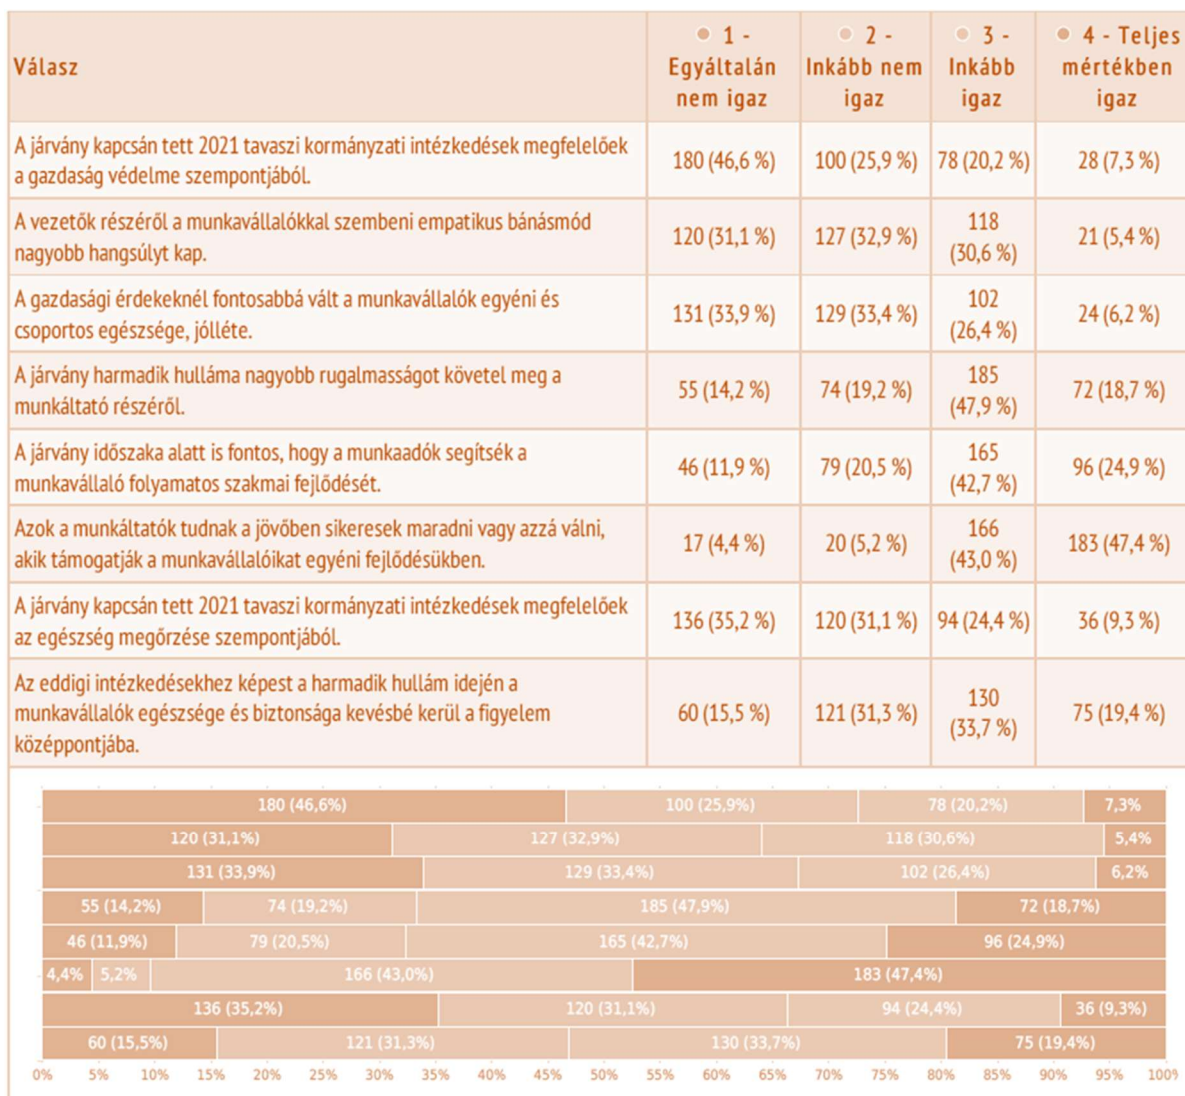 Válasz
1 -
Egyáltalán
nem igaz
2 -
Inkább nem
igaz
3 -
Inkább
igaz
4 - Teljes
mértékben
igaz
A járvány kapcsán tett 2021 tavaszi kormányzati intézkedések megfelelőek
a gazdaság védelme szempontjából.
180 (46,6 %)
100 (25,9 %)
78 (20,2 %)
28 (7,3 %)
A vezetők részéről a munkavállalókkal szembeni empatikus bánásmód
nagyobb hangsúlyt kap.
120 (31,1 %)
127 (32,9 %)
118
(30,6 %)
21 (5,4 %)
A gazdasági érdekeknél fontosabbá vált a munkavállalók egyéni és
csoportos egészsége, jólléte.
131 (33,9 %)
129 (33,4 %)
102
(26,4 %)
24 (6,2 %)
A járvány harmadik hulláma nagyobb rugalmasságot követel meg a
munkáltató részéről.
55 (14,2 %)
74 (19,2 %)
185
(47,9 %)
72 (18,7 %)
A járvány időszaka alatt is fontos, hogy a munkaadók segítsék a
munkavállaló folyamatos szakmai fejlődését.
46 (11,9 %)
79 (20,5 %)
165
(42,7 %)
96 (24,9 %)
Azok a munkáltatók tudnak a jövőben sikeresek maradni vagy azzá válni,
akik támogatják a munkavállalóikat egyéni fejlődésükben.
17 (4,4 %)
20 (5,2 %)
166
(43,0 %)
183 (47,4 %)
A járvány kapcsán tett 2021 tavaszi kormányzati intézkedések megfelelőek
az egészség megőrzése szempontjából.
136 (35,2 %)
120 (31,1 %)
94 (24,4 %)
36 (9,3 %)
Az eddigi intézkedésekhez képest a harmadik hullám idején a
munkavállalók egészsége és biztonsága kevésbé kerül a figyelem
középpontjába.
60 (15,5 %)
121 (31,3 %)
130
(33,7 %)
75 (19,4 %)
180 (46,6%) 100 (25,9%) 78 (20,2%) 7,3%
120 (31,1%) 127 (32,9%) 118 (30,6%) 5,4%
131 (33,9%) 129 (33,4%) 102 (26,4%) 6,2%
55 (14,2%) 74 (19,2%) 185 (47,9%) 72 (18,7%)
46 (11,9%) 79 (20,5%) 165 (42,7%) 96 (24,9%)
4,4% 5,2% 166 (43,0%) 183 (47,4%)
136 (35,2%) 120 (31,1%) 94 (24,4%) 36 (9,3%)
60 (15,5%) 121 (31,3%) 130 (33,7%) 75 (19,4%)
0% 5% 10% 15% 20% 25% 30% 35% 40% 45% 50% 55% 60% 65% 70% 75% 80% 85% 90% 95% 100%